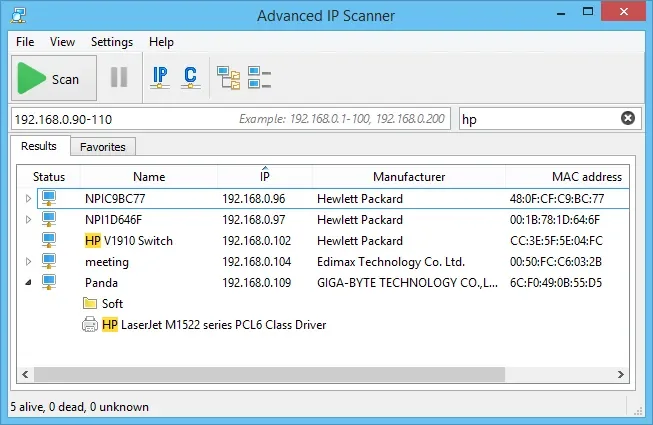 Advanced IP Scanner
File View Settings Help
Scan IP C
192.168.0.90-110 Example: 192.168.0.1-100, 192.168.0.200 hp
Results Favorites
Status Name IP Manufacturer MAC address
NPIC9BC77 192.168.0.96 Hewlett Packard 48:0F:CF:C9:BC:77
NPI1D646F 192.168.0.97 Hewlett Packard 00:1B:78:1D:64:6F
HP V1910 Switch 192.168.0.102 Hewlett Packard CC:3E:5F:5E:04:FC
meeting 192.168.0.104 Edimax Technology Co. Ltd. 00:50:FC:C6:03:2B
Panda 192.168.0.109 GIGA-BYTE TECHNOLOGY CO.,L... 6C:F0:49:0B:55:D5
Soft
HP LaserJet M1522 series PCL6 Class Driver
5 alive, 0 dead, 0 unknown